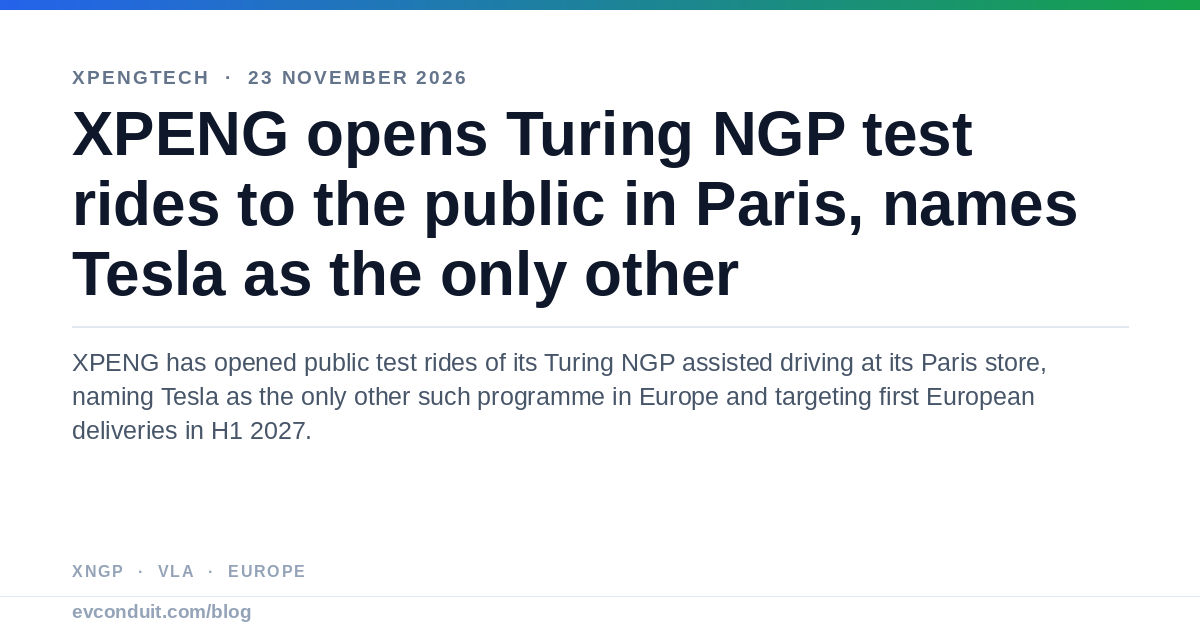 XPENGTECH · 23 NOVEMBER 2026
XPENG opens Turing NGP test
rides to the public in Paris, names
Tesla as the only other
XPENG has opened public test rides of its Turing NGP assisted driving at its Paris store,
naming Tesla as the only other such programme in Europe and targeting first European
deliveries in H1 2027.
XNGP · VLA · EUROPE
evconduit.com/blog